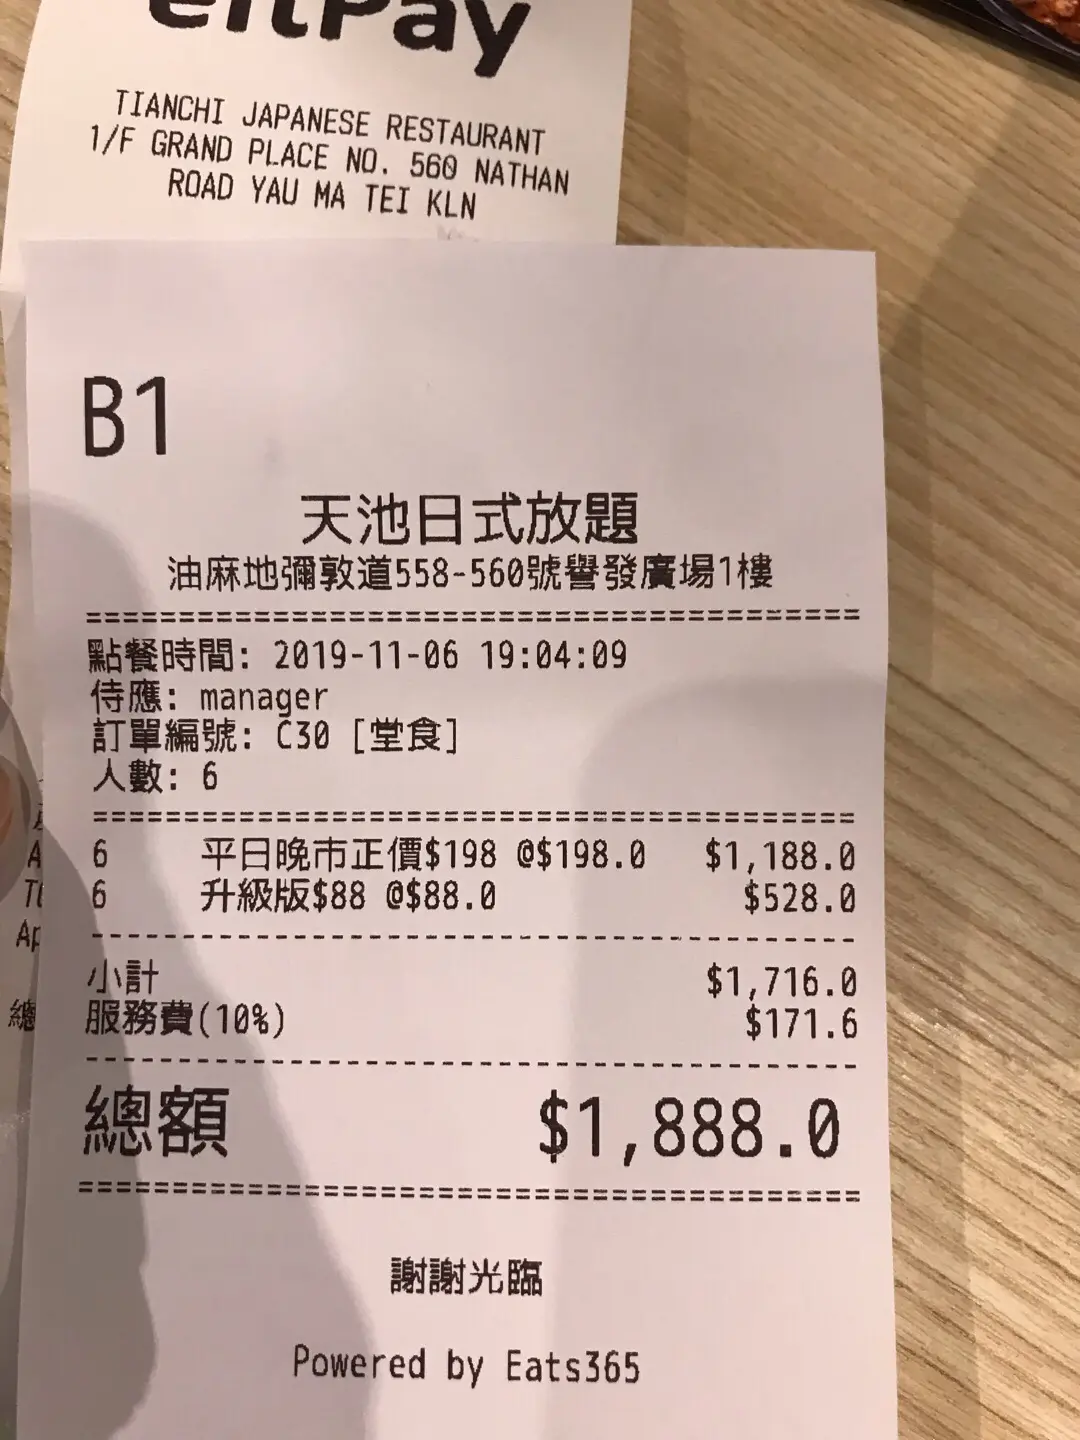 TIANCHI JAPANESE RESTAURANT
1/F GRAND PLACE NO. 560 NATHAN
ROAD YAU MA TEI KLN
B1
天池日式放題
油麻地彌敦道558-560號譽發廣場1樓
==========================================
點餐時間: 2019-11-06 19:04:09
侍應: manager
訂單編號: C30 [堂食]
人數: 6
==========================================
6 平日晚市正價$198 @$198.0 $1,188.0
6 升級版$88 @$88.0 $528.0
------------------------------------------
小計 $1,716.0
服務費(10%) $171.6
------------------------------------------
總額 $1,888.0
==========================================
謝謝光臨
Powered by Eats365